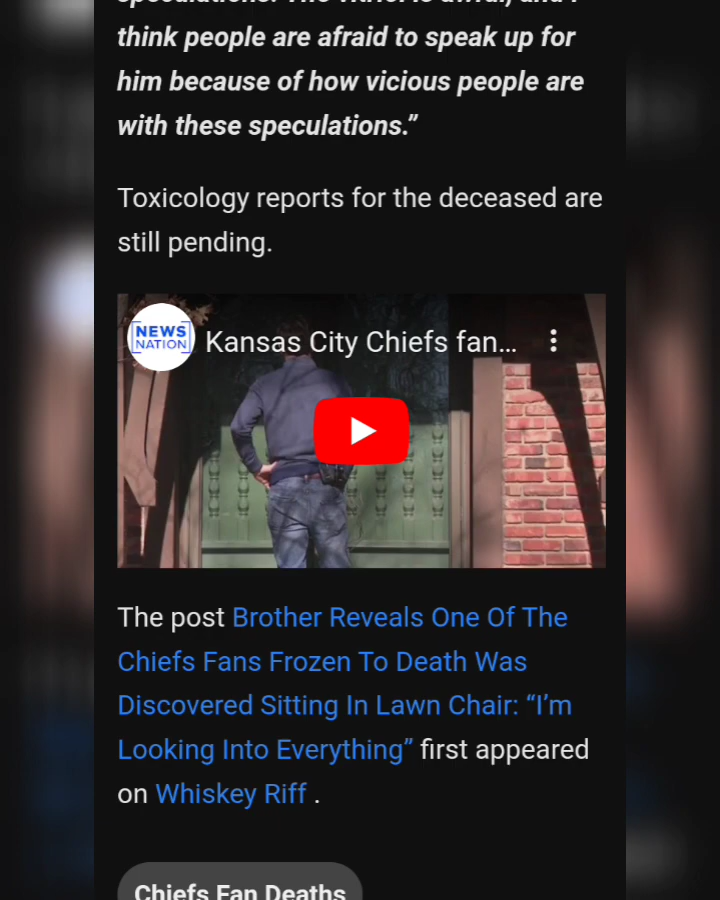 think people are afraid to speak up for
him because of how vicious people are
with these speculations.”
Toxicology reports for the deceased are
still pending.
NEWS
NATION
Kansas City Chiefs fan...
The post Brother Reveals One Of The
Chiefs Fans Frozen To Death Was
Discovered Sitting In Lawn Chair: “I’m
Looking Into Everything” first appeared
on Whiskey Riff .
Chiefs Fan Deaths